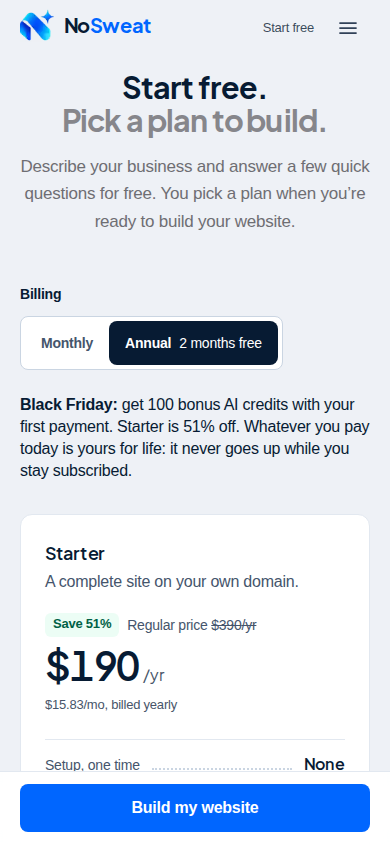 NoSweat
Start free
Start free.
Pick a plan to build.
Describe your business and answer a few quick
questions for free. You pick a plan when you’re
ready to build your website.
Billing
Monthly
Annual 2 months free
Black Friday: get 100 bonus AI credits with your
first payment. Starter is 51% off. Whatever you pay
today is yours for life: it never goes up while you
stay subscribed.
Starter
A complete site on your own domain.
Save 51% Regular price $390/yr
$190 /yr
$15.83/mo, billed yearly
Setup, one time None
Build my website